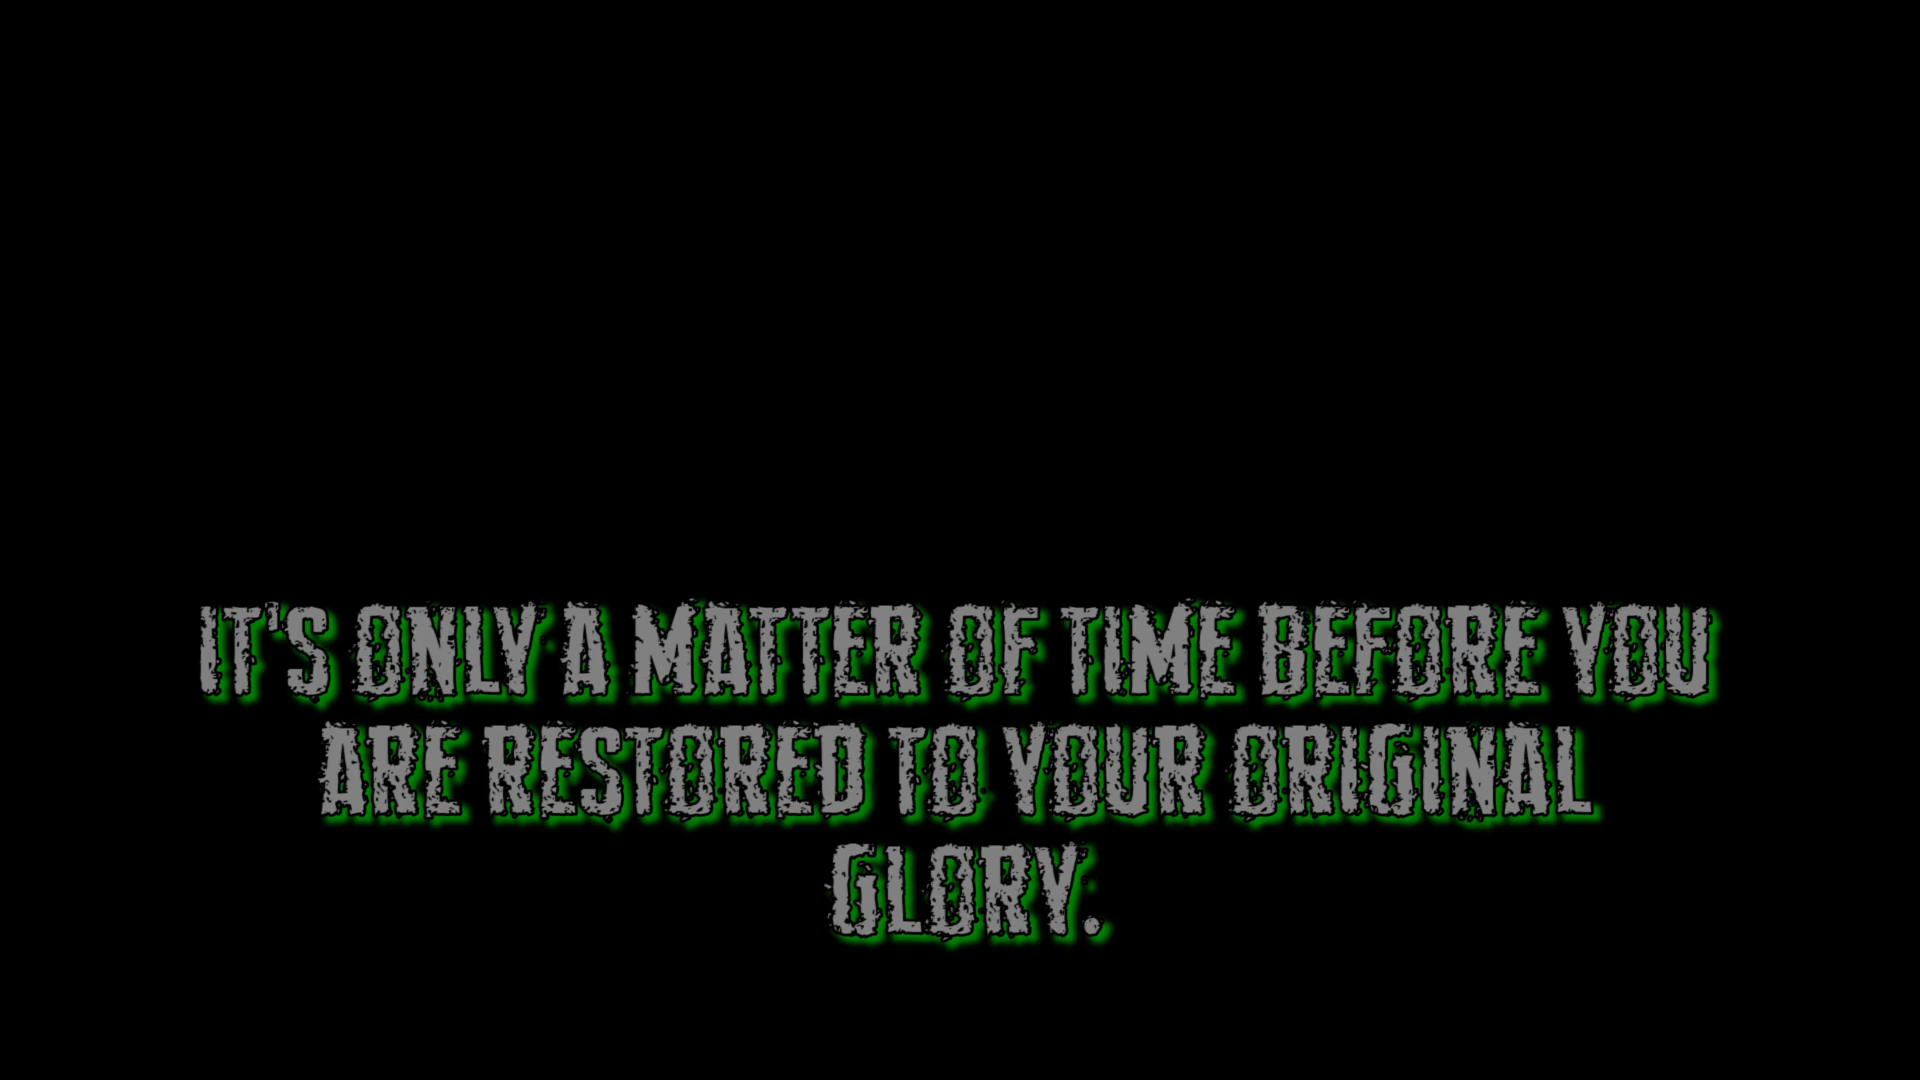 IT'S ONLY A MATTER OF TIME BEFORE YOU
ARE RESTORED TO YOUR ORIGINAL
GLORY.